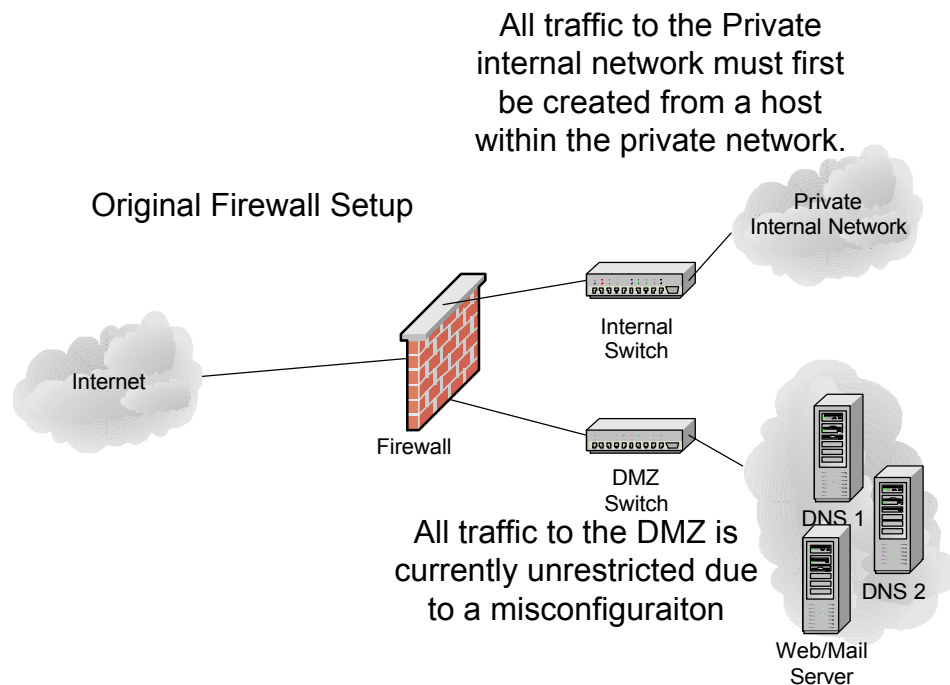 All traffic to the Private
internal network must first
be created from a host
within the private network.
Original Firewall Setup
Private
Internal Network
Internal
Switch
Internet
Firewall
DMZ
Switch
DNS 1
All traffic to the DMZ is
currently unrestricted due
to a misconfiguraiton
DNS 2
Web/Mail
Server